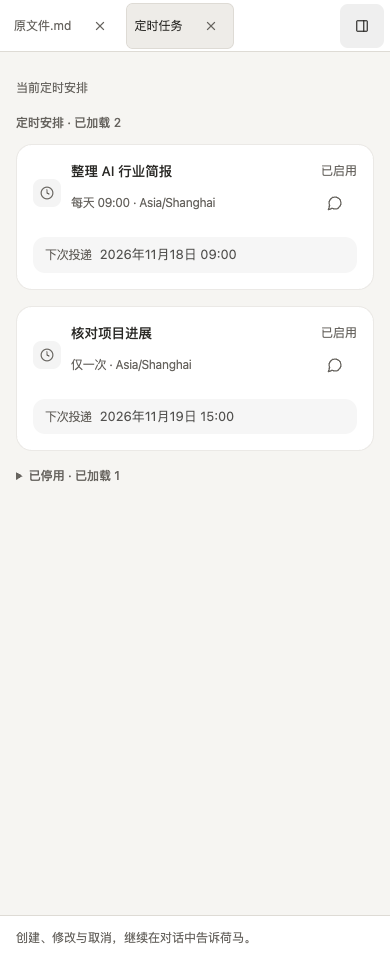 原文件.md
定时任务
当前定时安排
定时安排 · 已加载 2
整理 AI 行业简报
已启用
每天 09:00 · Asia/Shanghai
下次投递 2026年11月18日 09:00
核对项目进展
已启用
仅一次 · Asia/Shanghai
下次投递 2026年11月19日 15:00
已停用 · 已加载 1
创建、修改与取消，继续在对话中告诉荷马。